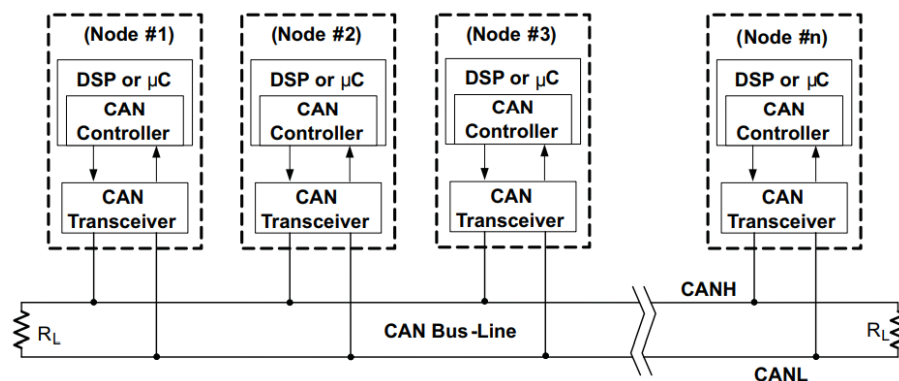 (Node #1)
DSP or µC
CAN
Controller
CAN
Transceiver
(Node #2)
DSP or µC
CAN
Controller
CAN
Transceiver
(Node #3)
DSP or µC
CAN
Controller
CAN
Transceiver
(Node #n)
DSP or µC
CAN
Controller
CAN
Transceiver
CANH
RL
CAN Bus-Line
RL
CANL